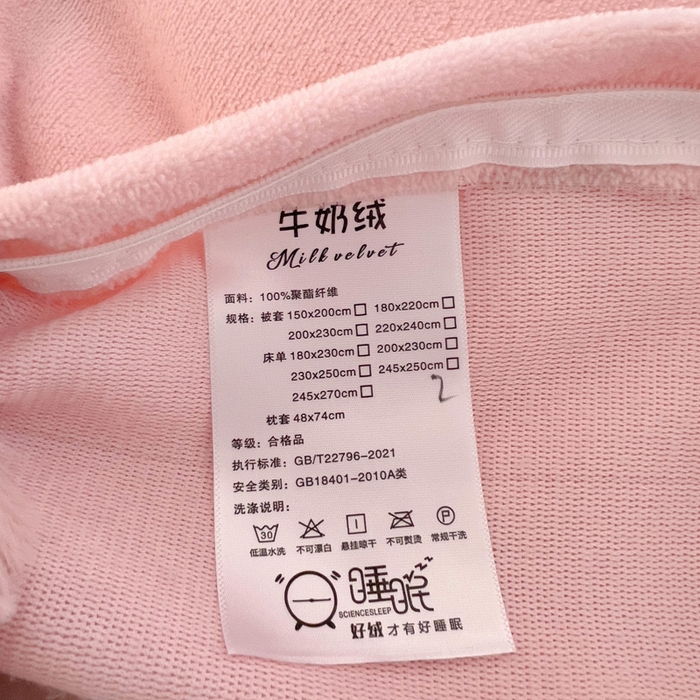 牛奶绒
Milk velvet
面料：100%聚酯纤维
规格：被套 150x200cm□ 180x220cm□
200x230cm□ 220x240cm□
床单 180x230cm□ 200x230cm□
230x250cm□ 245x250cm□
245x270cm□
2
枕套 48x74cm
等级：合格品
执行标准：GB/T22796-2021
安全类别：GB18401-2010A类
洗涤说明：
30 P
低温水洗 不可漂白 悬挂晾干 不可熨烫 常规干洗
睡眠
SCIENCESLEEP
好绒才有好睡眠